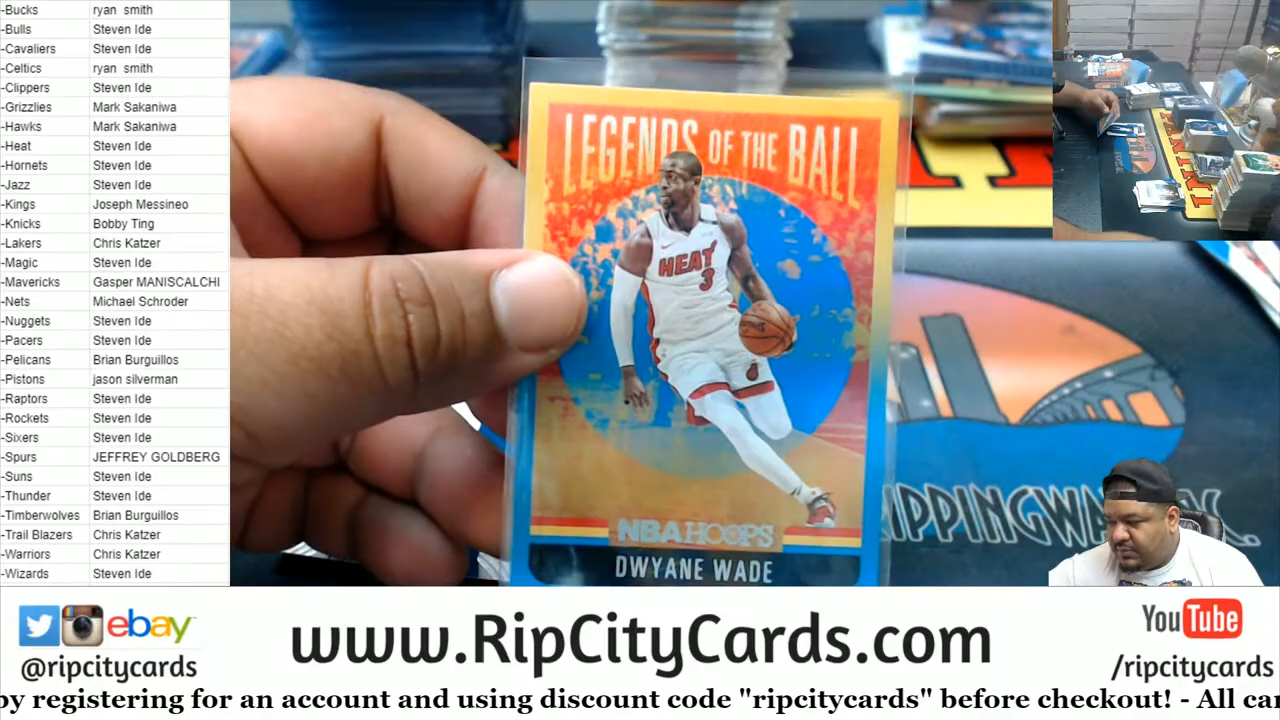 -Bucks ryan smith
-Bulls Steven Ide
-Cavaliers Steven Ide
-Celtics ryan smith
-Clippers Steven Ide
-Grizzlies Mark Sakaniwa
-Hawks Mark Sakaniwa
-Heat Steven Ide
-Hornets Steven Ide
-Jazz Steven Ide
-Kings Joseph Messineo
-Knicks Bobby Ting
-Lakers Chris Katzer
-Magic Steven Ide
-Mavericks Gasper MANISCALCHI
-Nets Michael Schroder
-Nuggets Steven Ide
-Pacers Steven Ide
-Pelicans Brian Burguillos
-Pistons jason silverman
-Raptors Steven Ide
-Rockets Steven Ide
-Sixers Steven Ide
-Spurs JEFFREY GOLDBERG
-Suns Steven Ide
-Thunder Steven Ide
-Timberwolves Brian Burguillos
-Trail Blazers Chris Katzer
-Warriors Chris Katzer
-Wizards Steven Ide
LEGENDS OF THE BALL
HEAT
3
NBA HOOPS
DWYANE WADE
PANINI
ebay
@ripcitycards
www.RipCityCards.com
YouTube
/ripcitycards
by registering for an account and using discount code "ripcitycards" before checkout! - All